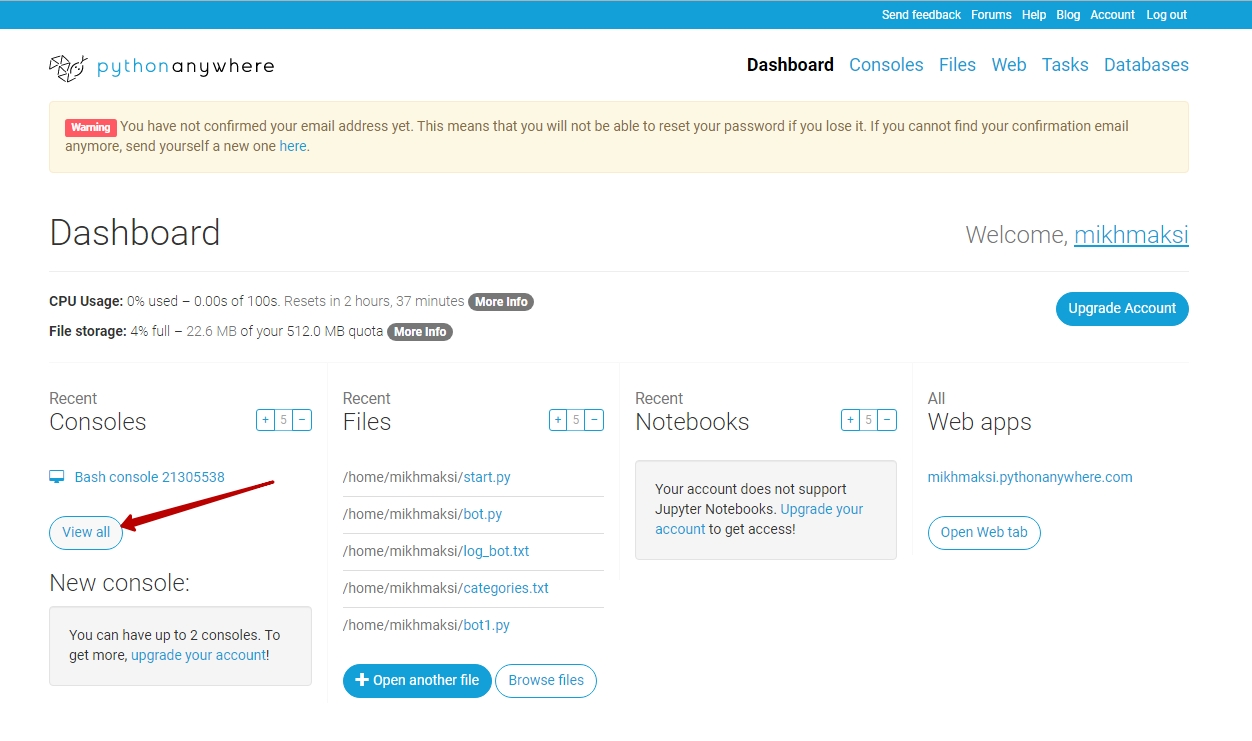 Send feedback Forums Help Blog Account Log out
pythonanywhere
Dashboard Consoles Files Web Tasks Databases
Warning You have not confirmed your email address yet. This means that you will not be able to reset your password if you lose it. If you cannot find your confirmation email
anymore, send yourself a new one here.
Dashboard
Welcome, mikhmaksi
CPU Usage: 0% used – 0.00s of 100s. Resets in 2 hours, 37 minutes More Info
File storage: 4% full – 22.6 MB of your 512.0 MB quota More Info
Upgrade Account
Recent
Consoles
+ 5 −
Bash console 21305538
View all
New console:
You can have up to 2 consoles. To
get more, upgrade your account!
Recent
Files
+ 5 −
/home/mikhmaksi/start.py
/home/mikhmaksi/bot.py
/home/mikhmaksi/log_bot.txt
/home/mikhmaksi/categories.txt
/home/mikhmaksi/bot1.py
+ Open another file
Browse files
Recent
Notebooks
+ 5 −
Your account does not support
Jupyter Notebooks. Upgrade your
account to get access!
All
Web apps
mikhmaksi.pythonanywhere.com
Open Web tab